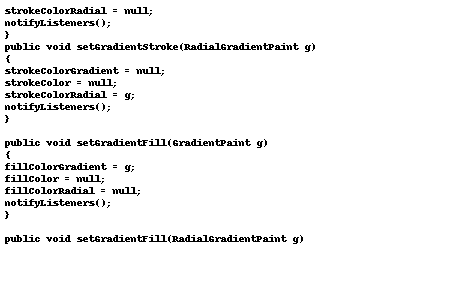 strokeColorRadial = null;
notifyListeners();
}
public void setGradientStroke(RadialGradientPaint g)
{
strokeColorGradient = null;
strokeColor = null;
strokeColorRadial = g;
notifyListeners();
}

public void setGradientFill(GradientPaint g)
{
fillColorGradient = g;
fillColor = null;
fillColorRadial = null;
notifyListeners();
}

public void setGradientFill(RadialGradientPaint g)